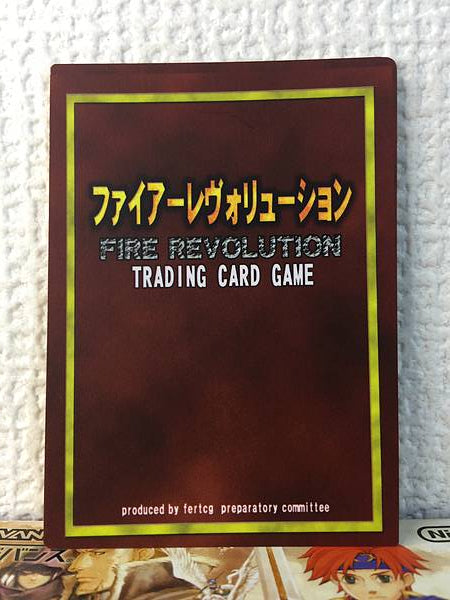 ファイアーレヴォリューション
FIRE REVOLUTION
TRADING CARD GAME
produced by fertcg preparatory committee